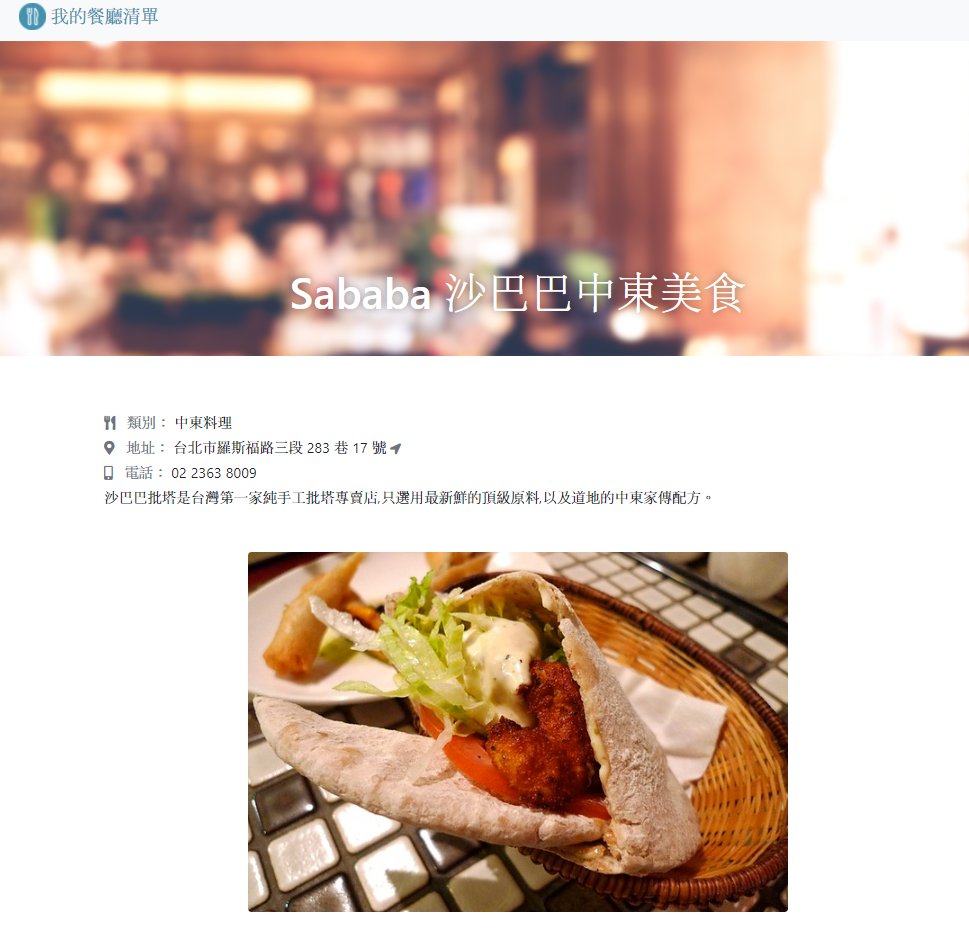 我的餐廳清單
Sababa 沙巴巴中東美食
類別： 中東料理
地址： 台北市羅斯福路三段 283 巷 17 號
電話： 02 2363 8009
沙巴巴批塔是台灣第一家純手工批塔專賣店,只選用最新鮮的頂級原料,以及道地的中東家傳配方。